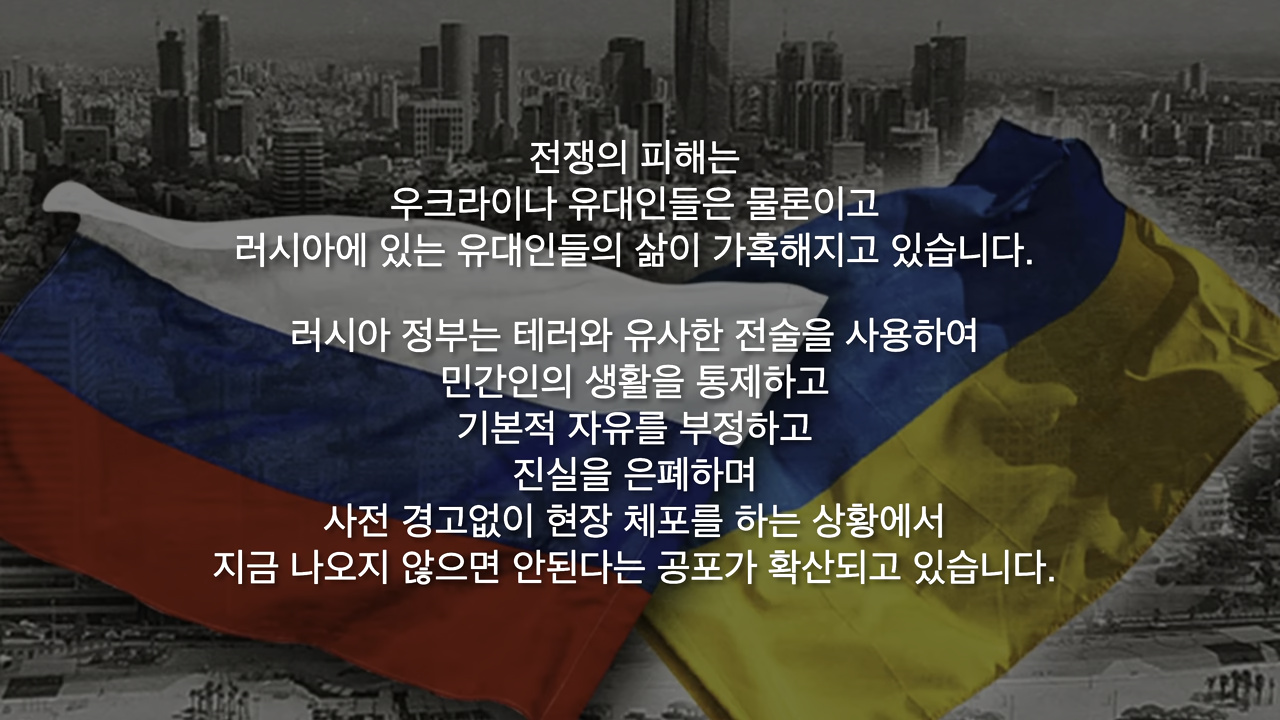 전쟁의 피해는
우크라이나 유대인들은 물론이고
러시아에 있는 유대인들의 삶이 가혹해지고 있습니다.
러시아 정부는 테러와 유사한 전술을 사용하여
민간인의 생활을 통제하고
기본적 자유를 부정하고
진실을 은폐하며
사전 경고없이 현장 체포를 하는 상황에서
지금 나오지 않으면 안된다는 공포가 확산되고 있습니다.